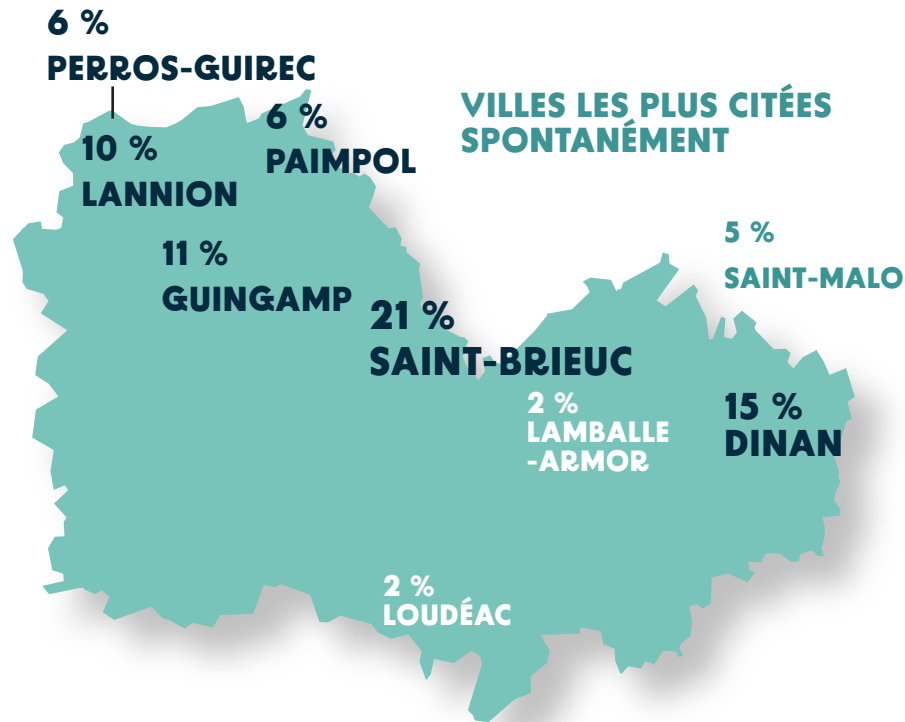 6 %
PERROS-GUIREC
VILLES LES PLUS CITÉES
SPONTANÉMENT
6 %
PAIMPOL
10 %
LANNION
5 %
SAINT-MALO
11 %
GUINGAMP
21 %
SAINT-BRIEUC
2 %
LAMBALLE
-ARMOR
15 %
DINAN
2 %
LOUDÉAC